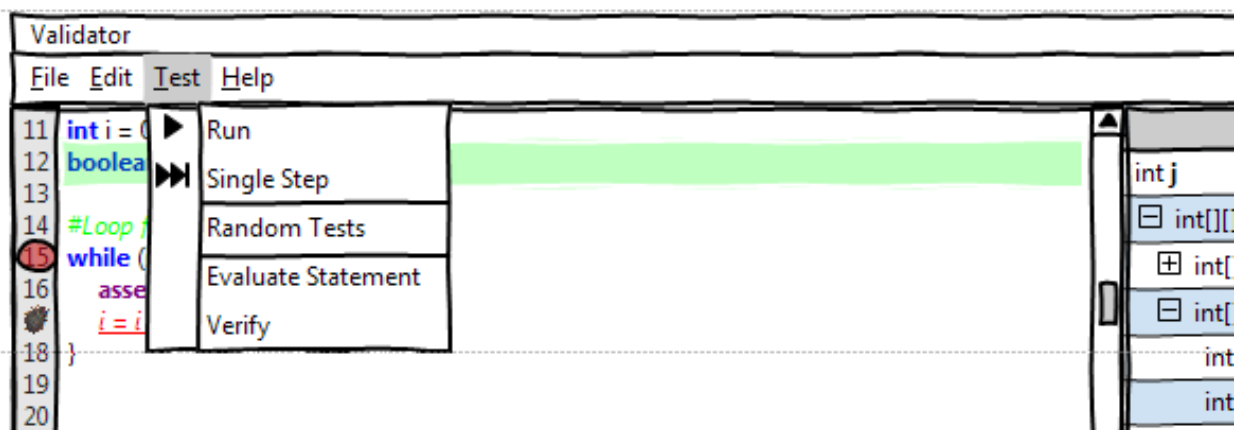 Validator
File Edit Test Help
11 int i = 0
12 boolea
13
14 #Loop
15 while (
16 asse
i = i
18 }
19
20
Run
Single Step
Random Tests
Evaluate Statement
Verify
int j
int[][]
int[]
int[]
int
int